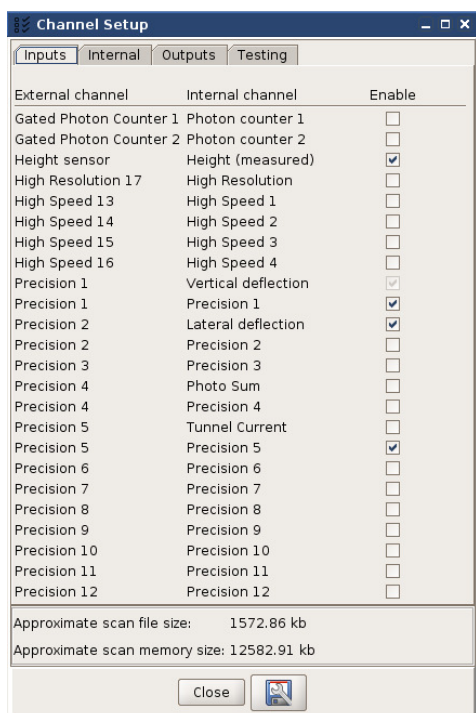 Channel Setup
Inputs Internal Outputs Testing
External channel Internal channel Enable
Gated Photon Counter 1 Photon counter 1
Gated Photon Counter 2 Photon counter 2
Height sensor Height (measured)
High Resolution 17 High Resolution
High Speed 13 High Speed 1
High Speed 14 High Speed 2
High Speed 15 High Speed 3
High Speed 16 High Speed 4
Precision 1 Vertical deflection
Precision 1 Precision 1
Precision 2 Lateral deflection
Precision 2 Precision 2
Precision 3 Precision 3
Precision 4 Photo Sum
Precision 4 Precision 4
Precision 5 Tunnel Current
Precision 5 Precision 5
Precision 6 Precision 6
Precision 7 Precision 7
Precision 8 Precision 8
Precision 9 Precision 9
Precision 10 Precision 10
Precision 11 Precision 11
Precision 12 Precision 12
Approximate scan file size: 1572.86 kb
Approximate scan memory size: 12582.91 kb
Close